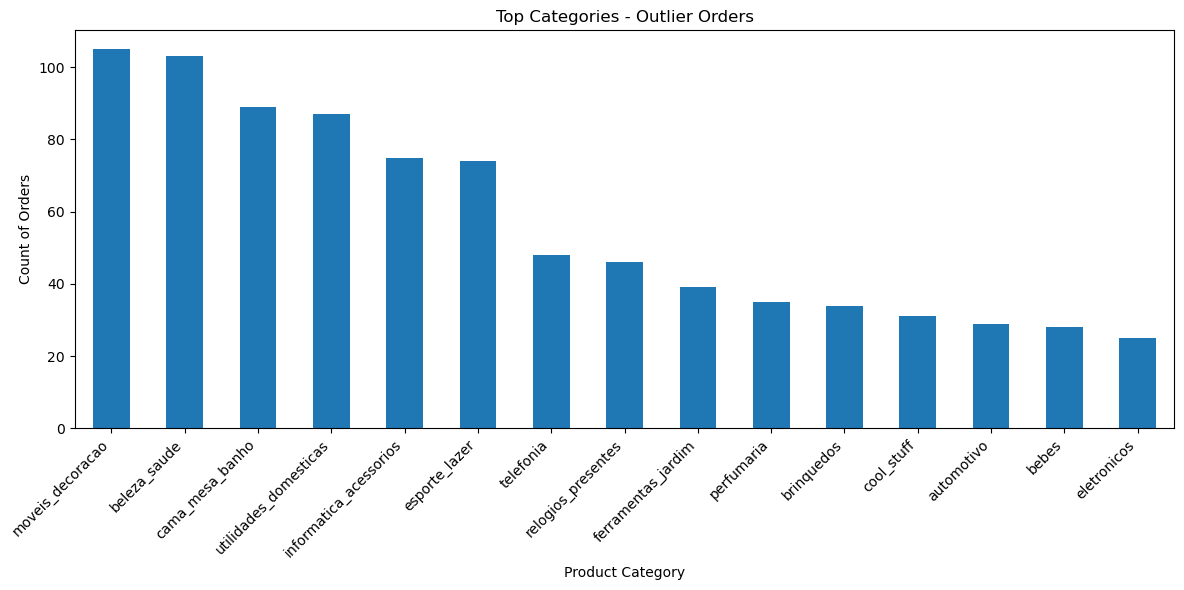 Top Categories - Outlier Orders
Count of Orders
100
80
60
40
20
0
moveis_decoracao
beleza_saude
cama_mesa_banho
utilidades_domesticas
informatica_acessorios
esporte_lazer
telefonia
relogios_presentes
ferramentas_jardim
perfumaria
brinquedos
cool_stuff
automotivo
bebes
eletronicos
Product Category